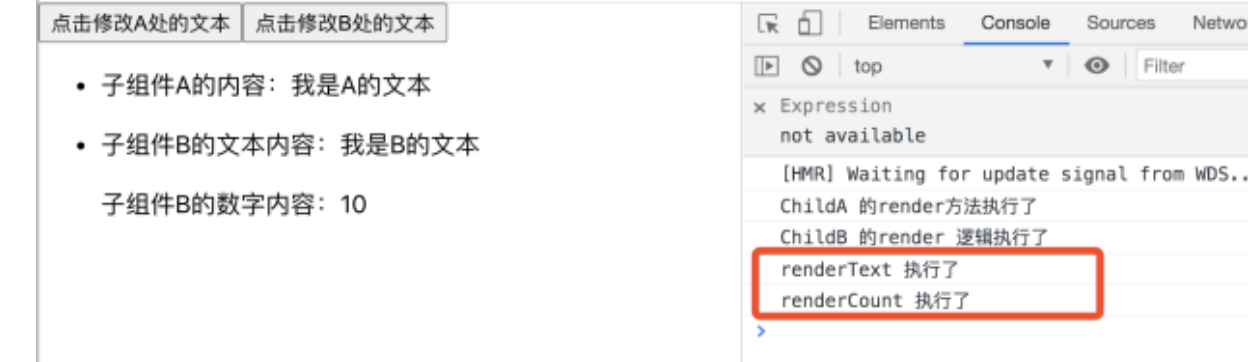 点击修改A处的文本 点击修改B处的文本
• 子组件A的内容：我是A的文本
• 子组件B的文本内容：我是B的文本
子组件B的数字内容：10
Elements Console Sources Netwo
top Filter
Expression
not available
[HMR] Waiting for update signal from WDS..
ChildA 的render方法执行了
ChildB 的render 逻辑执行了
renderText 执行了
renderCount 执行了